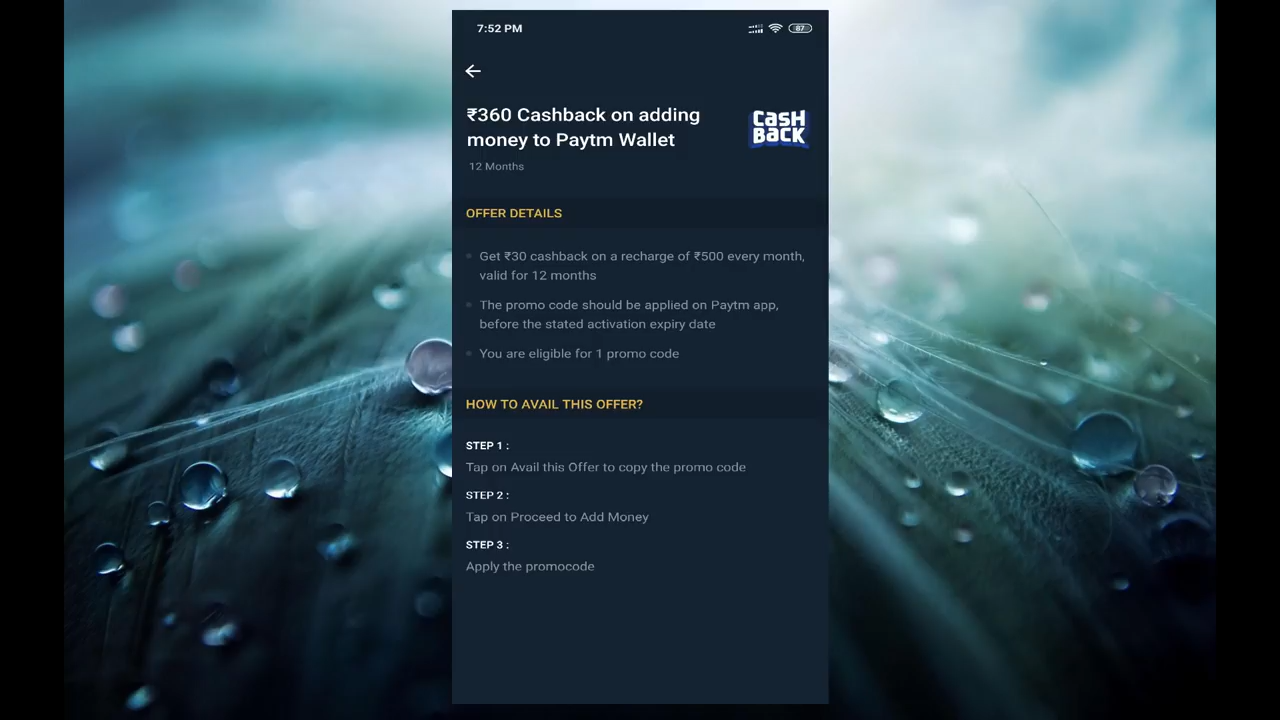 7:52 PM
87
₹360 Cashback on adding
money to Paytm Wallet
CASH
BACK
12 Months
OFFER DETAILS
Get ₹30 cashback on a recharge of ₹500 every month,
valid for 12 months
The promo code should be applied on Paytm app,
before the stated activation expiry date
You are eligible for 1 promo code
HOW TO AVAIL THIS OFFER?
STEP 1 :
Tap on Avail this Offer to copy the promo code
STEP 2 :
Tap on Proceed to Add Money
STEP 3 :
Apply the promocode